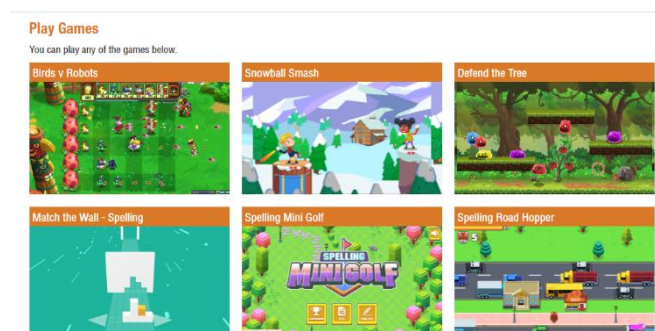 Play Games
You can play any of the games below.
Birds v Robots
Snowball Smash
Defend the Tree
Match the Wall - Spelling
Spelling Mini Golf
Spelling Road Hopper
SPELLING
MINI GOLF
5